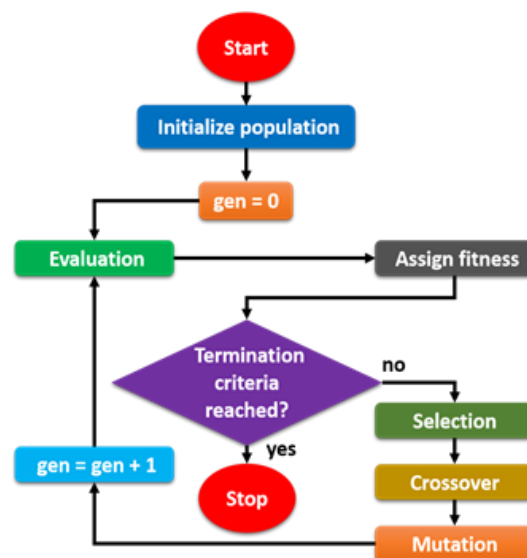 Start
Initialize population
gen = 0
Evaluation
Assign fitness
Termination
criteria
reached?
no
yes
Selection
Crossover
Mutation
gen = gen + 1
Stop